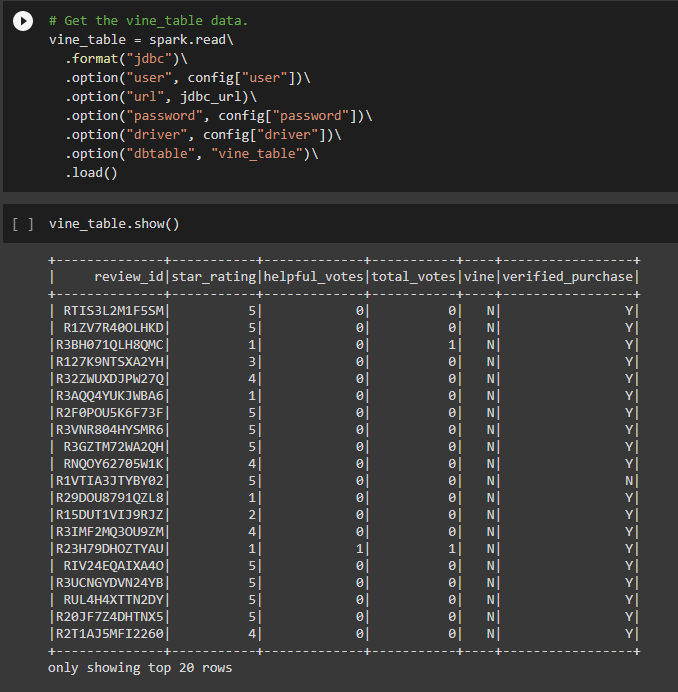 # Get the vine_table data.
vine_table = spark.read\
  .format("jdbc")\
  .option("user", config["user"])\
  .option("url", jdbc_url)\
  .option("password", config["password"])\
  .option("driver", config["driver"])\
  .option("dbtable", "vine_table")\
  .load()
[ ] vine_table.show()
+--------------+-----------+-------------+-----------+----+-----------------+
|     review_id|star_rating|helpful_votes|total_votes|vine|verified_purchase|
+--------------+-----------+-------------+-----------+----+-----------------+
| RTIS3L2M1F5SM|          5|            0|          0|   N|                Y|
| R1ZV7R40OLHKD|          5|            0|          0|   N|                Y|
|R3BH071QLH8QMC|          1|            0|          1|   N|                Y|
|R127K9NTSXA2YH|          3|            0|          0|   N|                Y|
|R32ZWUXDJPW27Q|          4|            0|          0|   N|                Y|
|R3AQQ4YUKJWBA6|          1|            0|          0|   N|                Y|
|R2F0POU5K6F73F|          5|            0|          0|   N|                Y|
|R3VNR804HYSMR6|          5|            0|          0|   N|                Y|
| R3GZTM72WA2QH|          5|            0|          0|   N|                Y|
| RNQOY62705W1K|          4|            0|          0|   N|                Y|
|R1VTIA3JTYBY02|          5|            0|          0|   N|                N|
|R29DOU8791QZL8|          1|            0|          0|   N|                Y|
|R15DUT1VIJ9RJZ|          2|            0|          0|   N|                Y|
|R3IMF2MQ3OU9ZM|          4|            0|          0|   N|                Y|
|R23H79DHOZTYAU|          1|            1|          1|   N|                Y|
| RIV24EQAIXA4O|          5|            0|          0|   N|                Y|
|R3UCNGYDVN24YB|          5|            0|          0|   N|                Y|
| RUL4H4XTTN2DY|          5|            0|          0|   N|                Y|
|R20JF7Z4DHTNX5|          5|            0|          0|   N|                Y|
|R2T1AJ5MFI2260|          4|            0|          0|   N|                Y|
+--------------+-----------+-------------+-----------+----+-----------------+
only showing top 20 rows